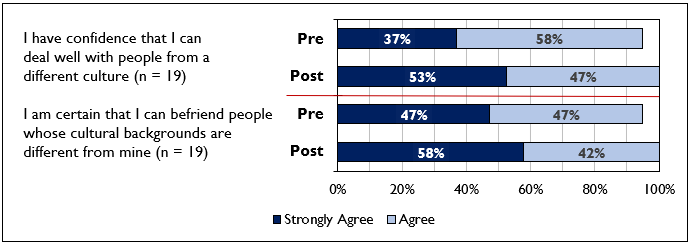 I have confidence that I can
deal well with people from a
different culture (n = 19)
Pre
37%
58%
Post
53%
47%
I am certain that I can befriend people
whose cultural backgrounds are
different from mine (n = 19)
Pre
47%
47%
Post
58%
42%
0%
20%
40%
60%
80%
100%
Strongly Agree
Agree